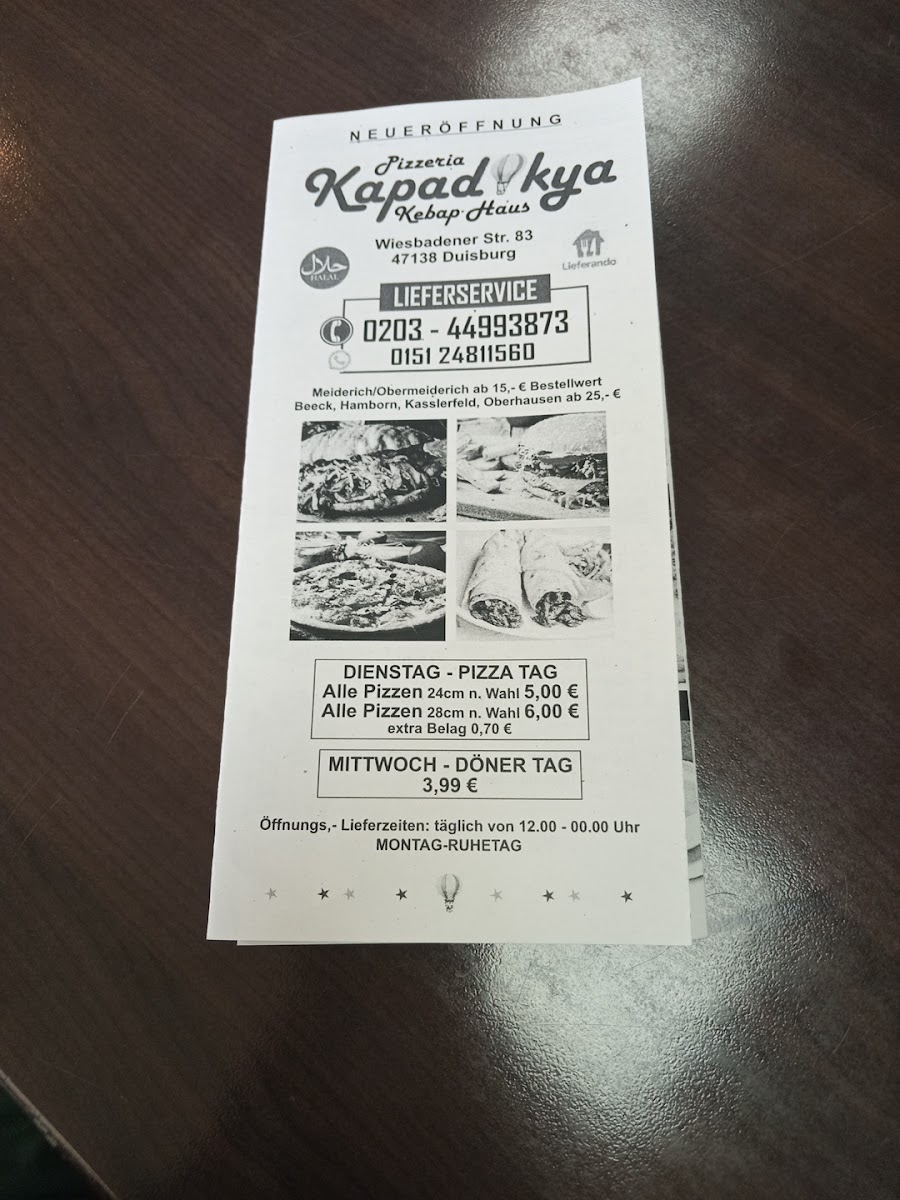 NEUERÖFFNUNG
Pizzeria
Kapadokya
Kebap Haus
Wiesbadener Str. 83
47138 Duisburg
حلال
HALAL
Lieferando
LIEFERSERVICE
0203 - 44993873
0151 24811560
Meiderich/Obermeiderich ab 15,- € Bestellwert
Beeck, Hamborn, Kasslerfeld, Oberhausen ab 25,- €
DIENSTAG - PIZZA TAG
Alle Pizzen 24cm n. Wahl 5,00 €
Alle Pizzen 28cm n. Wahl 6,00 €
extra Belag 0,70 €
MITTWOCH - DÖNER TAG
3,99 €
Öffnungs,- Lieferzeiten: täglich von 12.00 - 00.00 Uhr
MONTAG-RUHETAG